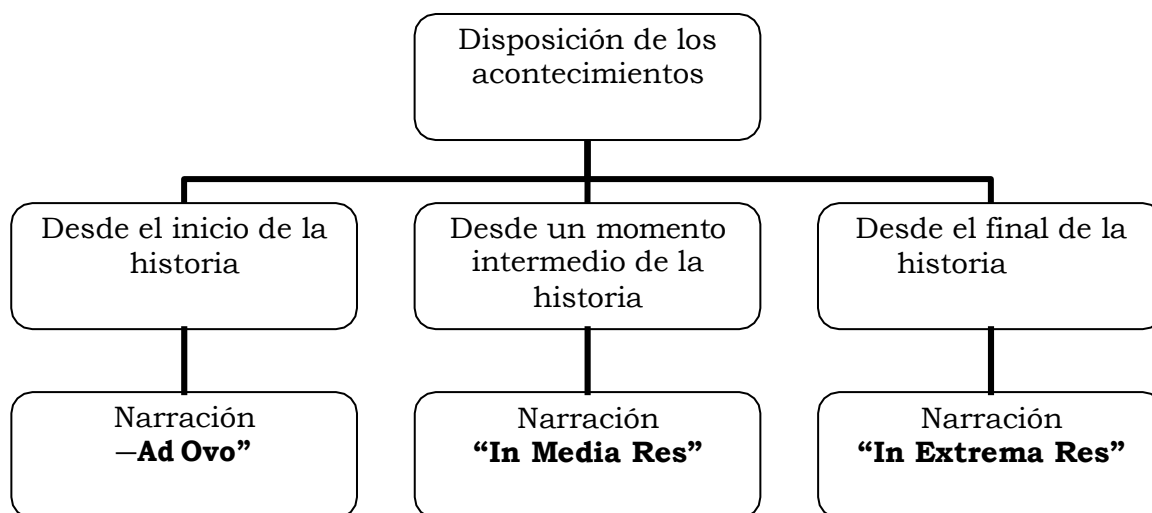 Disposición de los
acontecimientos
Desde el inicio de la
historia
Desde un momento
intermedio de la
historia
Desde el final de la
historia
Narración
―Ad Ovo”
Narración
“In Media Res”
Narración
“In Extrema Res”